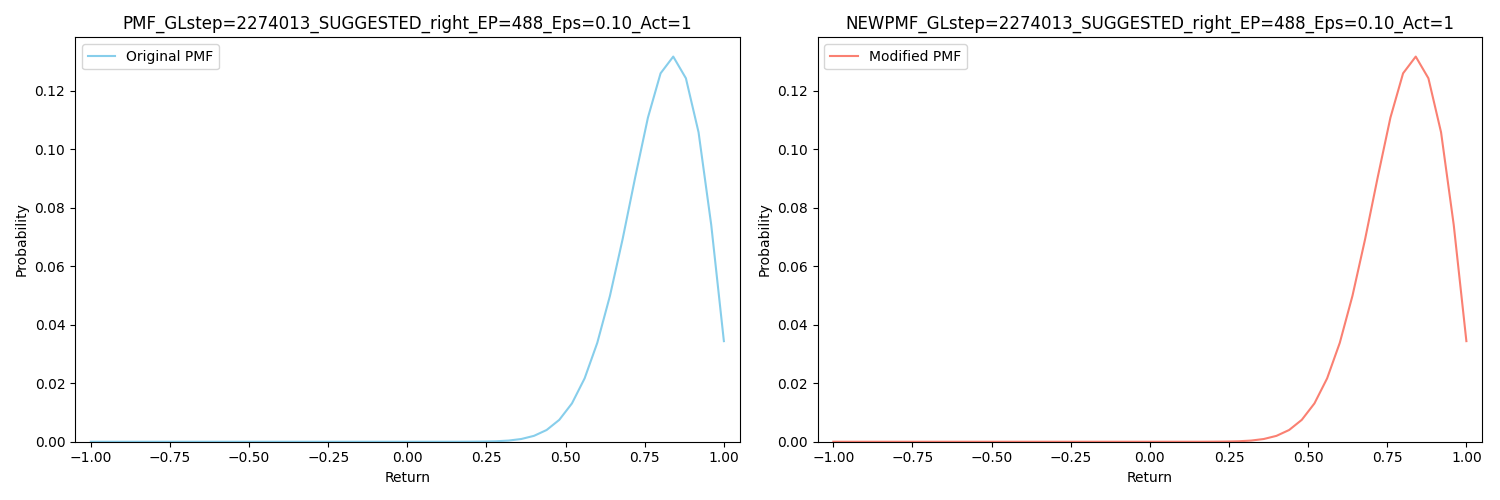 PMF_GLstep=2274013_SUGGESTED_right_EP=488_Eps=0.10_Act=1
Original PMF
Probability
0.12
0.10
0.08
0.06
0.04
0.02
0.00
−1.00 −0.75 −0.50 −0.25 0.00 0.25 0.50 0.75 1.00
Return
NEWPMF_GLstep=2274013_SUGGESTED_right_EP=488_Eps=0.10_Act=1
Modified PMF
Probability
0.12
0.10
0.08
0.06
0.04
0.02
0.00
−1.00 −0.75 −0.50 −0.25 0.00 0.25 0.50 0.75 1.00
Return